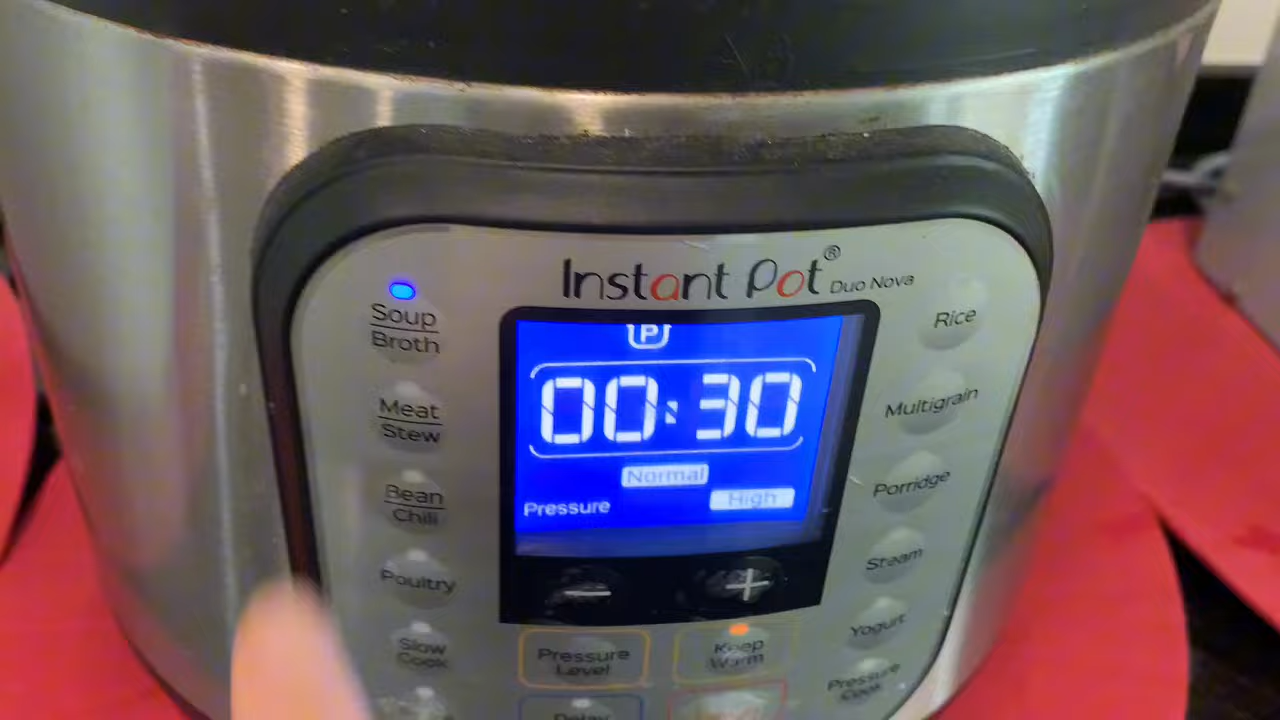 Instant Pot®
Duo Nova
Soup
Broth
Meat
Stew
Bean
Chili
Poultry
Slow
Cook
P
00:30
Normal
Pressure High
− +
Pressure
Level
Keep
Warm
Delay
Rice
Multigrain
Porridge
Steam
Yogurt
Pressure
Cook